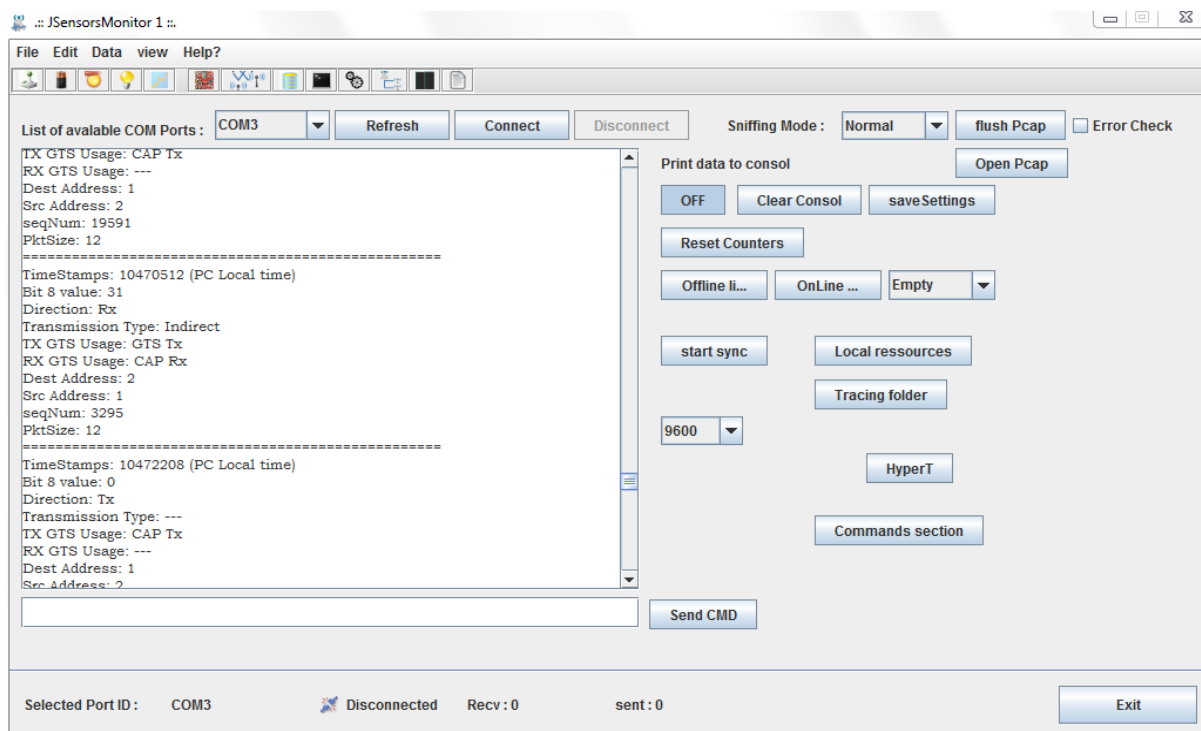 .:: JSensorsMonitor 1 ::.
File Edit Data view Help?
List of avalable COM Ports : COM3 Refresh Connect Disconnect Sniffing Mode : Normal flush Pcap Error Check
TX GTS Usage: CAP Tx
RX GTS Usage: ---
Dest Address: 1
Src Address: 2
seqNum: 19591
PktSize: 12
==================================================
TimeStamps: 10470512 (PC Local time)
Bit 8 value: 31
Direction: Rx
Transmission Type: Indirect
TX GTS Usage: GTS Tx
RX GTS Usage: CAP Rx
Dest Address: 2
Src Address: 1
seqNum: 3295
PktSize: 12
==================================================
TimeStamps: 10472208 (PC Local time)
Bit 8 value: 0
Direction: Tx
Transmission Type: ---
TX GTS Usage: CAP Tx
RX GTS Usage: ---
Dest Address: 1
Src Address: 2
Print data to consol Open Pcap
OFF Clear Consol saveSettings
Reset Counters
Offline li... OnLine ... Empty
start sync Local ressources
Tracing folder
9600
HyperT
Commands section
Send CMD
Selected Port ID : COM3 Disconnected Recv : 0 sent : 0 Exit